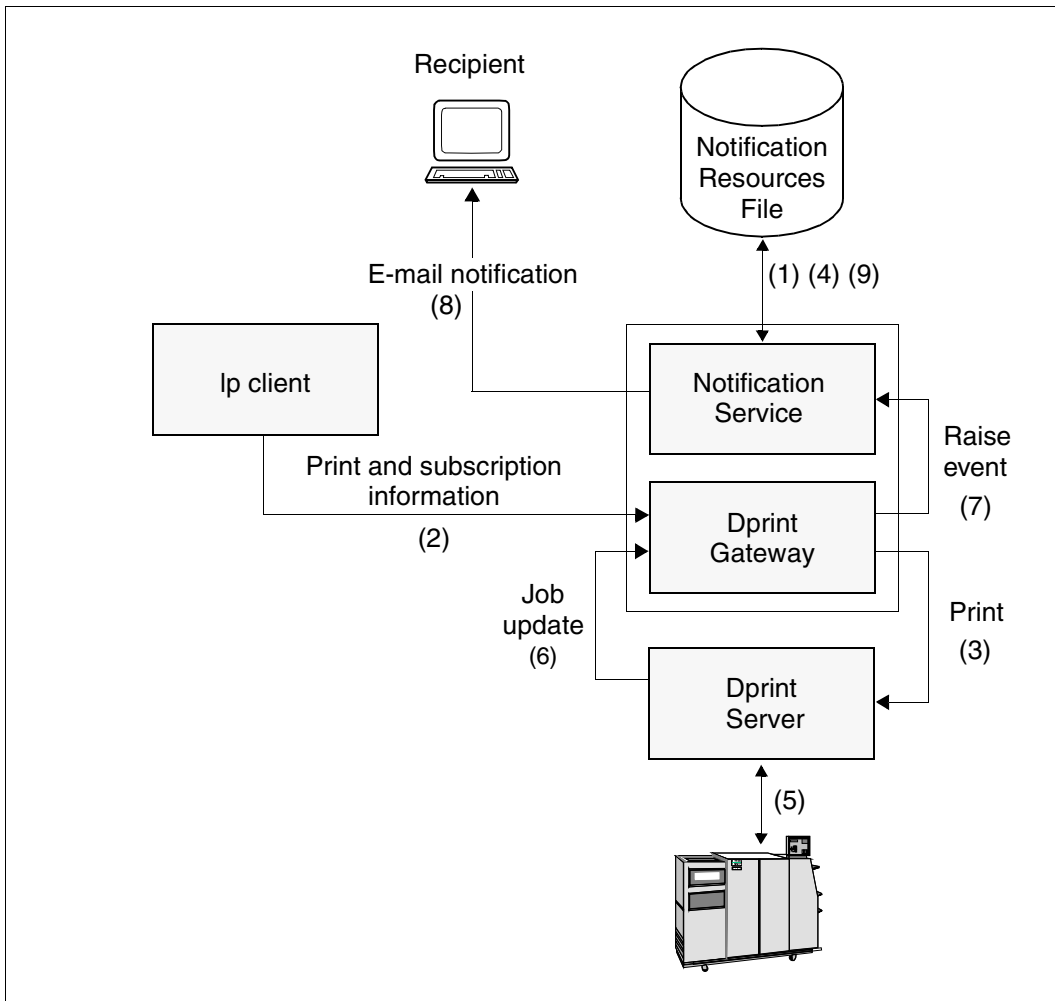 Recipient
Notification
Resources
File
E-mail notification
(8)
(1) (4) (9)
lp client
Notification
Service
Raise
event
(7)
Print and subscription
information
(2)
Dprint
Gateway
Job
update
(6)
Print
(3)
Dprint
Server
(5)